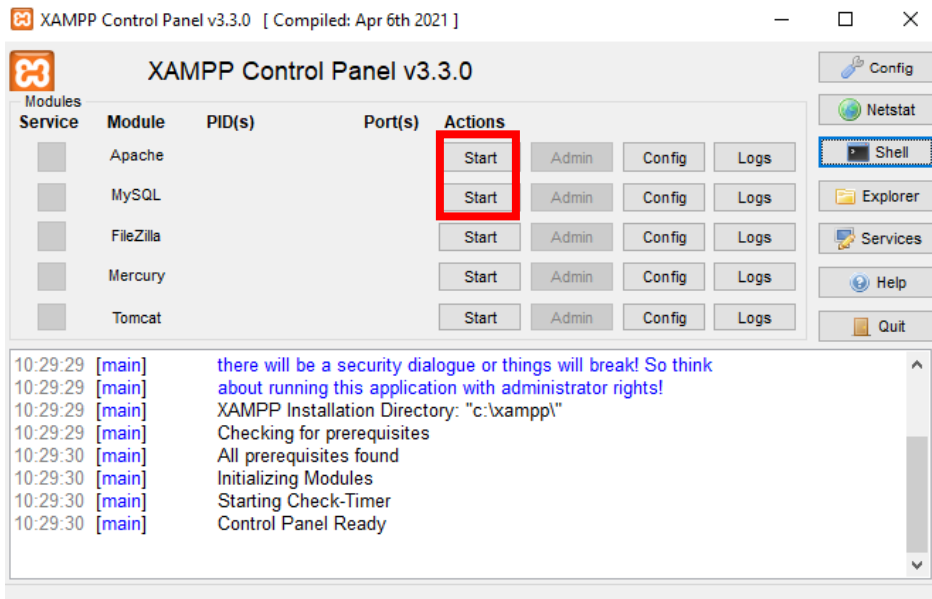 XAMPP Control Panel v3.3.0 [ Compiled: Apr 6th 2021 ]
XAMPP Control Panel v3.3.0
Config
Modules
Service Module PID(s) Port(s) Actions
Netstat
Apache Start Admin Config Logs
Shell
MySQL Start Admin Config Logs
Explorer
FileZilla Start Admin Config Logs
Services
Mercury Start Admin Config Logs
Help
Tomcat Start Admin Config Logs
Quit
10:29:29 [main] there will be a security dialogue or things will break! So think
10:29:29 [main] about running this application with administrator rights!
10:29:29 [main] XAMPP Installation Directory: "c:\xampp\"
10:29:29 [main] Checking for prerequisites
10:29:30 [main] All prerequisites found
10:29:30 [main] Initializing Modules
10:29:30 [main] Starting Check-Timer
10:29:30 [main] Control Panel Ready